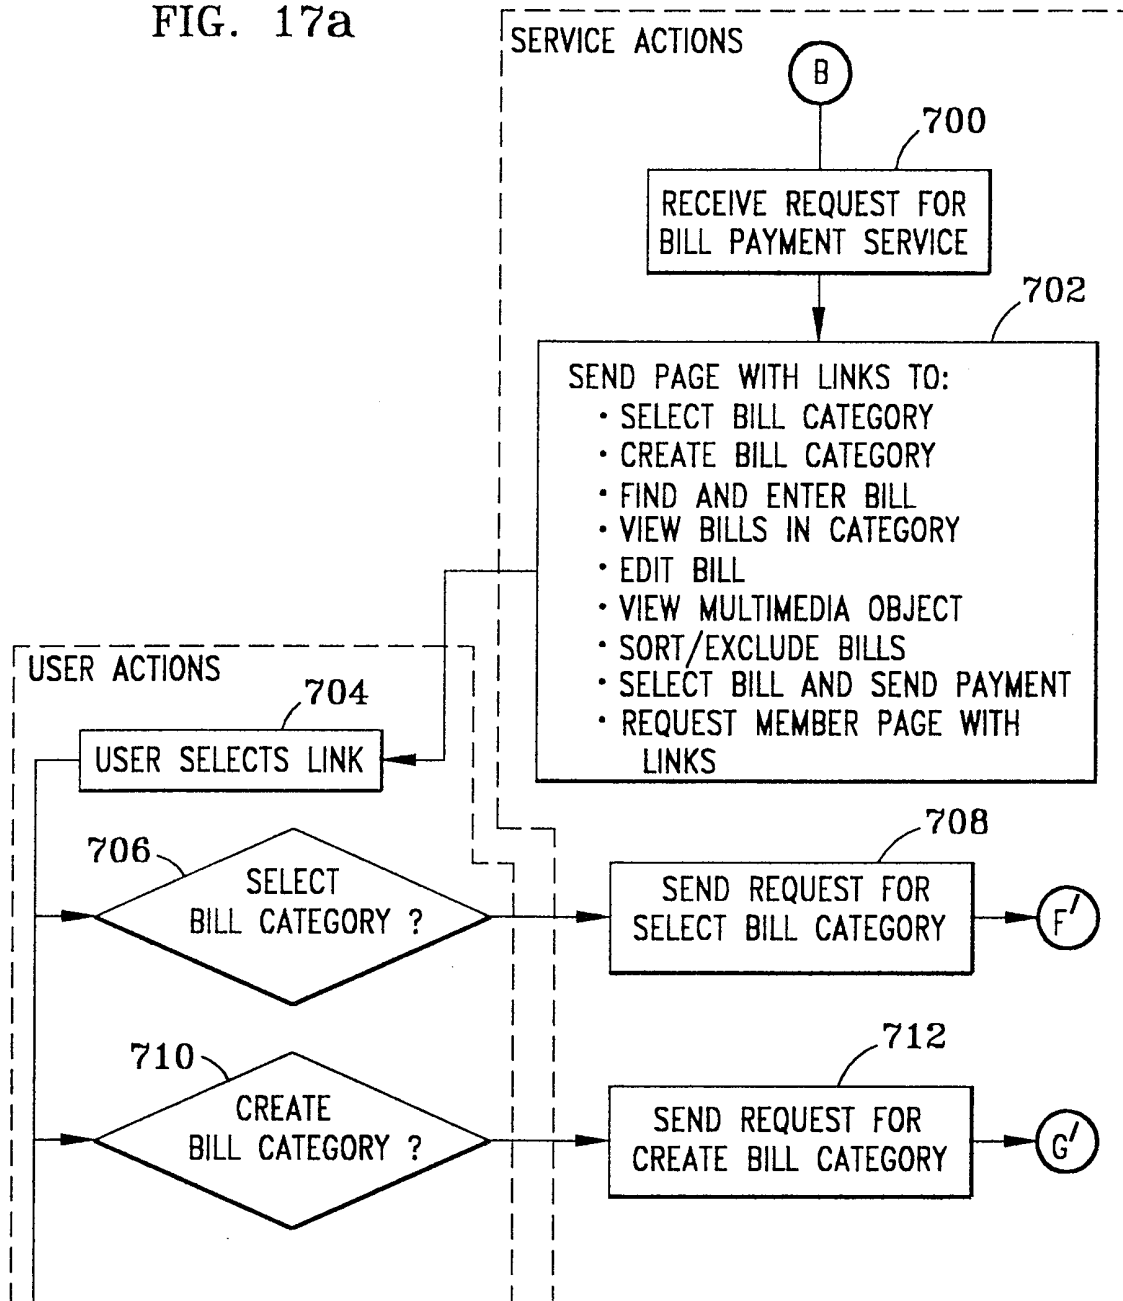 FIG. 17a
SERVICE ACTIONS
B
700
RECEIVE REQUEST FOR
BILL PAYMENT SERVICE
702
SEND PAGE WITH LINKS TO:
• SELECT BILL CATEGORY
• CREATE BILL CATEGORY
• FIND AND ENTER BILL
• VIEW BILLS IN CATEGORY
• EDIT BILL
• VIEW MULTIMEDIA OBJECT
• SORT/EXCLUDE BILLS
• SELECT BILL AND SEND PAYMENT
• REQUEST MEMBER PAGE WITH
LINKS
USER ACTIONS
704
USER SELECTS LINK
706
SELECT
BILL CATEGORY ?
708
SEND REQUEST FOR
SELECT BILL CATEGORY
F'
710
CREATE
BILL CATEGORY ?
712
SEND REQUEST FOR
CREATE BILL CATEGORY
G'